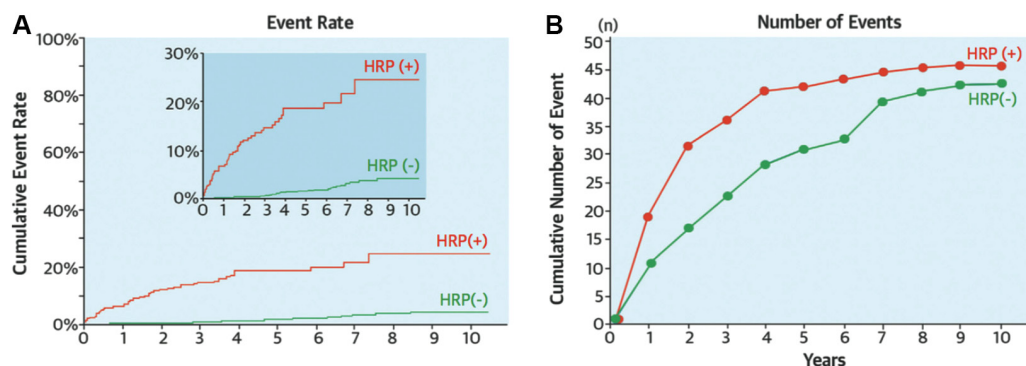 A
Event Rate
Cumulative Event Rate
100%
80%
60%
40%
20%
0%
30%
20%
10%
0%
HRP (+)
HRP (-)
0 1 2 3 4 5 6 7 8 9 10
HRP(+)
HRP(-)
0 1 2 3 4 5 6 7 8 9 10
B
Number of Events
(n)
Cumulative Number of Event
50
45
40
35
30
25
20
15
10
5
0
HRP (+)
HRP(-)
1 2 3 4 5 6 7 8 9 10
Years